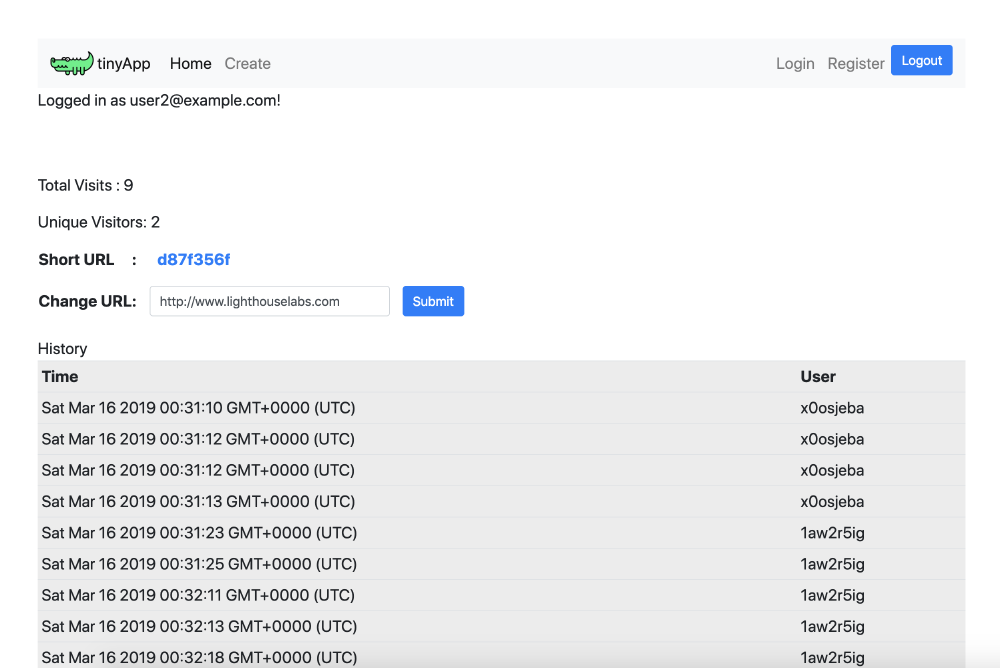 tinyApp Home Create Login Register Logout
Logged in as user2@example.com!
Total Visits : 9
Unique Visitors: 2
Short URL : d87f356f
Change URL: http://www.lighthouselabs.com Submit
History
Time User
Sat Mar 16 2019 00:31:10 GMT+0000 (UTC) x0osjeba
Sat Mar 16 2019 00:31:12 GMT+0000 (UTC) x0osjeba
Sat Mar 16 2019 00:31:12 GMT+0000 (UTC) x0osjeba
Sat Mar 16 2019 00:31:13 GMT+0000 (UTC) x0osjeba
Sat Mar 16 2019 00:31:23 GMT+0000 (UTC) 1aw2r5ig
Sat Mar 16 2019 00:31:25 GMT+0000 (UTC) 1aw2r5ig
Sat Mar 16 2019 00:32:11 GMT+0000 (UTC) 1aw2r5ig
Sat Mar 16 2019 00:32:13 GMT+0000 (UTC) 1aw2r5ig
Sat Mar 16 2019 00:32:18 GMT+0000 (UTC) 1aw2r5ig